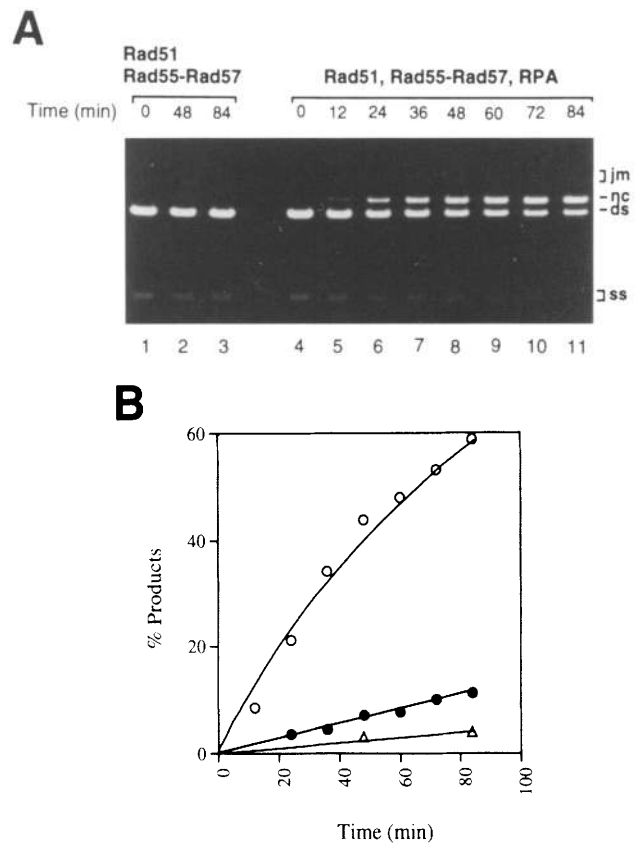 A
Rad51
Rad55-Rad57
Rad51, Rad55-Rad57, RPA
Time (min) 0 48 84 0 12 24 36 48 60 72 84
jm
nc
ds
ss
1 2 3 4 5 6 7 8 9 10 11
B
60
40
20
0
% Products
0 20 40 60 80 100
Time (min)